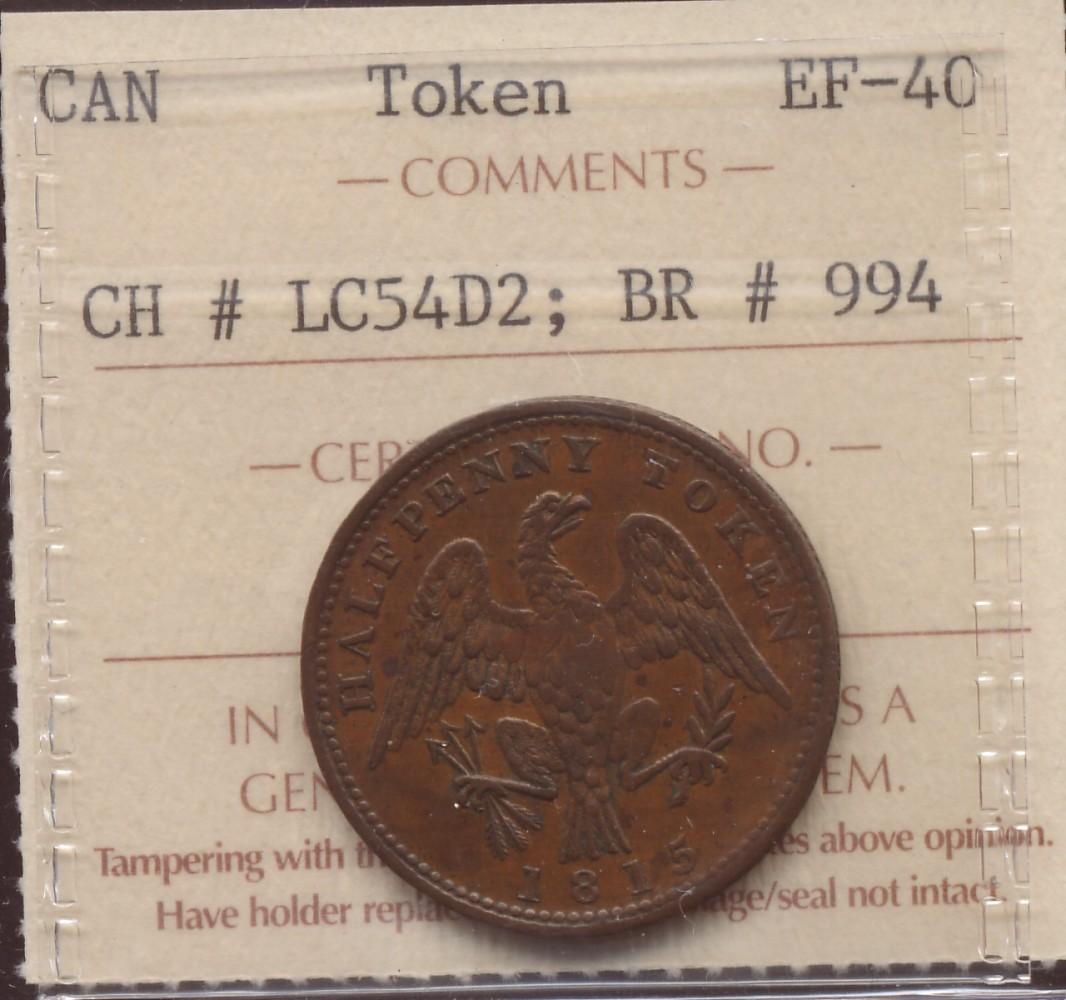 CAN Token EF-40
— COMMENTS —
CH # LC54D2; BR # 994
— CER NO. —
HALFPENNY TOKEN
IN S A
GEN EM.
Tampering with th es above opinion.
Have holder repla age/seal not intact.
1815